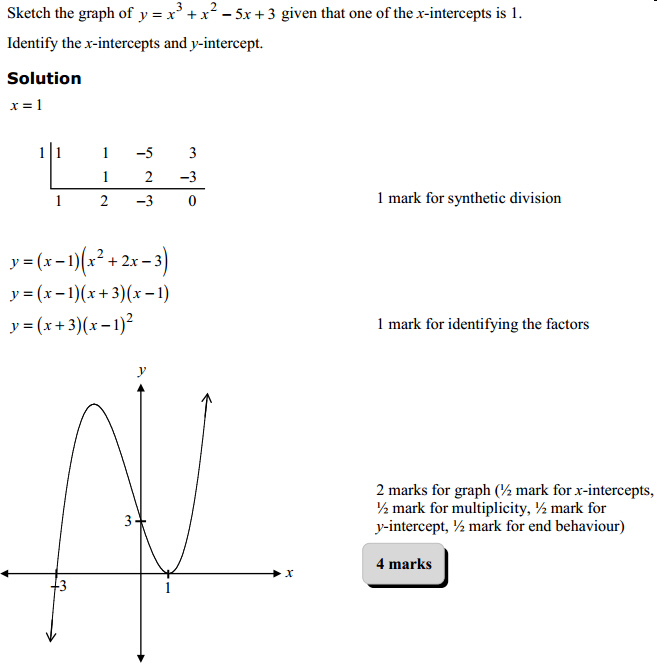 Sketch the graph of y = x³ + x² − 5x + 3 given that one of the x-intercepts is 1.
Identify the x-intercepts and y-intercept.
Solution
x = 1
1 | 1 1 −5 3
1 2 −3
1 2 −3 0
1 mark for synthetic division
y = (x − 1)(x² + 2x − 3)
y = (x − 1)(x + 3)(x − 1)
y = (x + 3)(x − 1)²
1 mark for identifying the factors
y
3
x
−3
1
2 marks for graph (½ mark for x-intercepts,
½ mark for multiplicity, ½ mark for
y-intercept, ½ mark for end behaviour)
4 marks